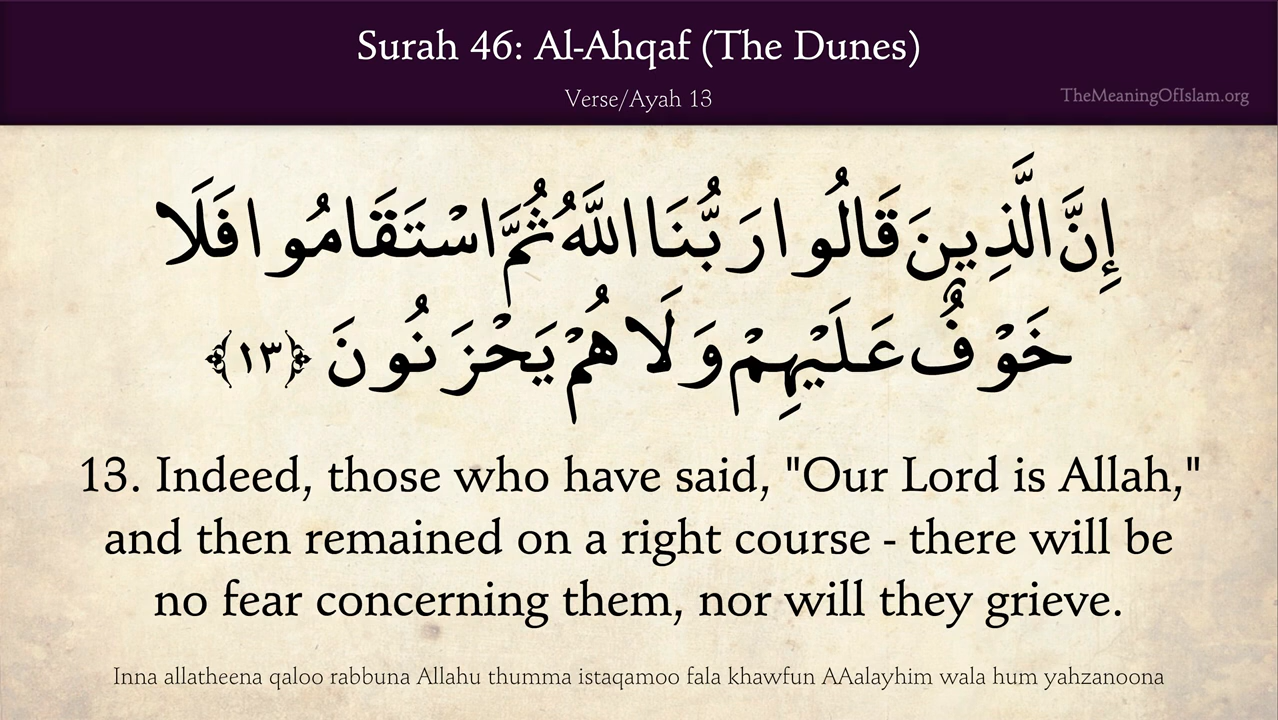 Surah 46: Al-Ahqaf (The Dunes)
Verse/Ayah 13
TheMeaningOfIslam.org
إِنَّ الَّذِينَ قَالُوا رَبُّنَا اللَّهُ ثُمَّ اسْتَقَامُوا فَلَا
خَوْفٌ عَلَيْهِمْ وَلَا هُمْ يَحْزَنُونَ ﴿١٣﴾
13. Indeed, those who have said, "Our Lord is Allah,"
and then remained on a right course - there will be
no fear concerning them, nor will they grieve.
Inna allatheena qaloo rabbuna Allahu thumma istaqamoo fala khawfun AAalayhim wala hum yahzanoona